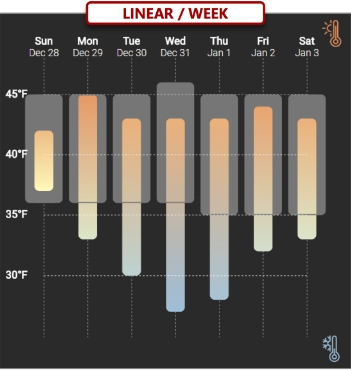 LINEAR / WEEK
Sun Mon Tue Wed Thu Fri Sat
Dec 28 Dec 29 Dec 30 Dec 31 Jan 1 Jan 2 Jan 3
45°F
40°F
35°F
30°F